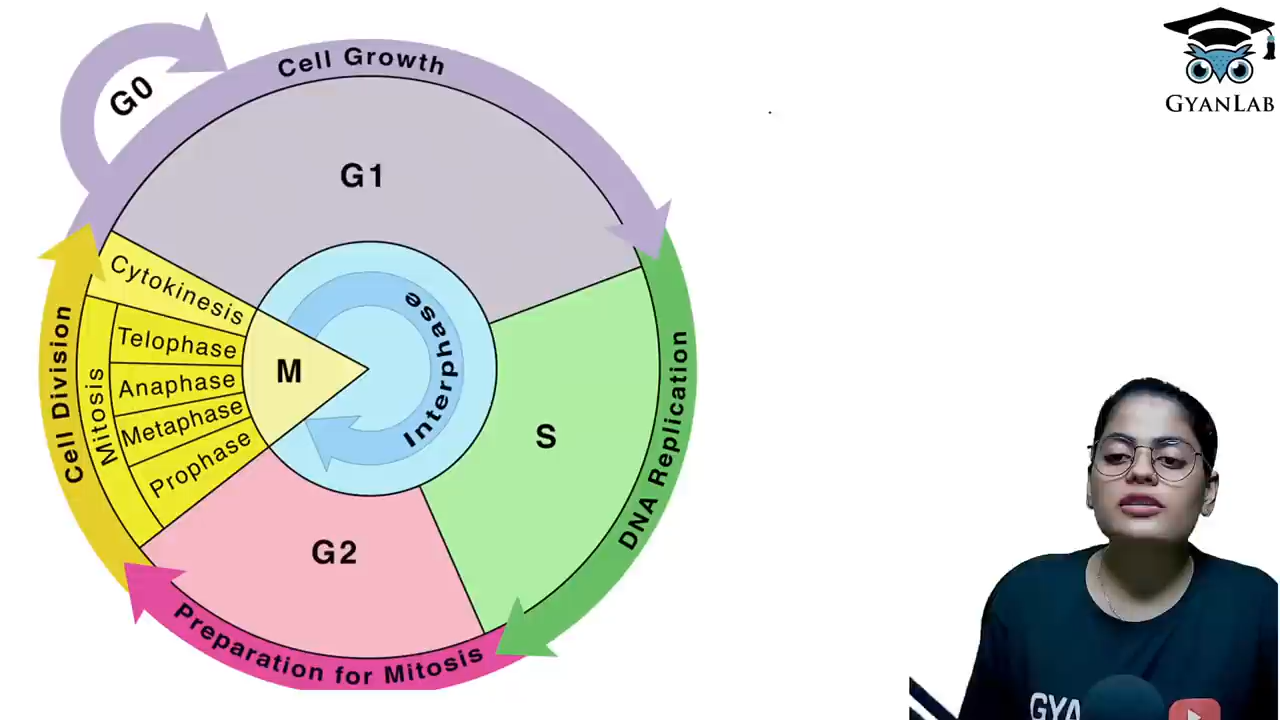 G0
Cell Growth
G1
Cytokinesis
Telophase
Anaphase
Metaphase
Prophase
Mitosis
Cell Division
M
Interphase
S
DNA Replication
G2
Preparation for Mitosis
GYANLAB
GYA